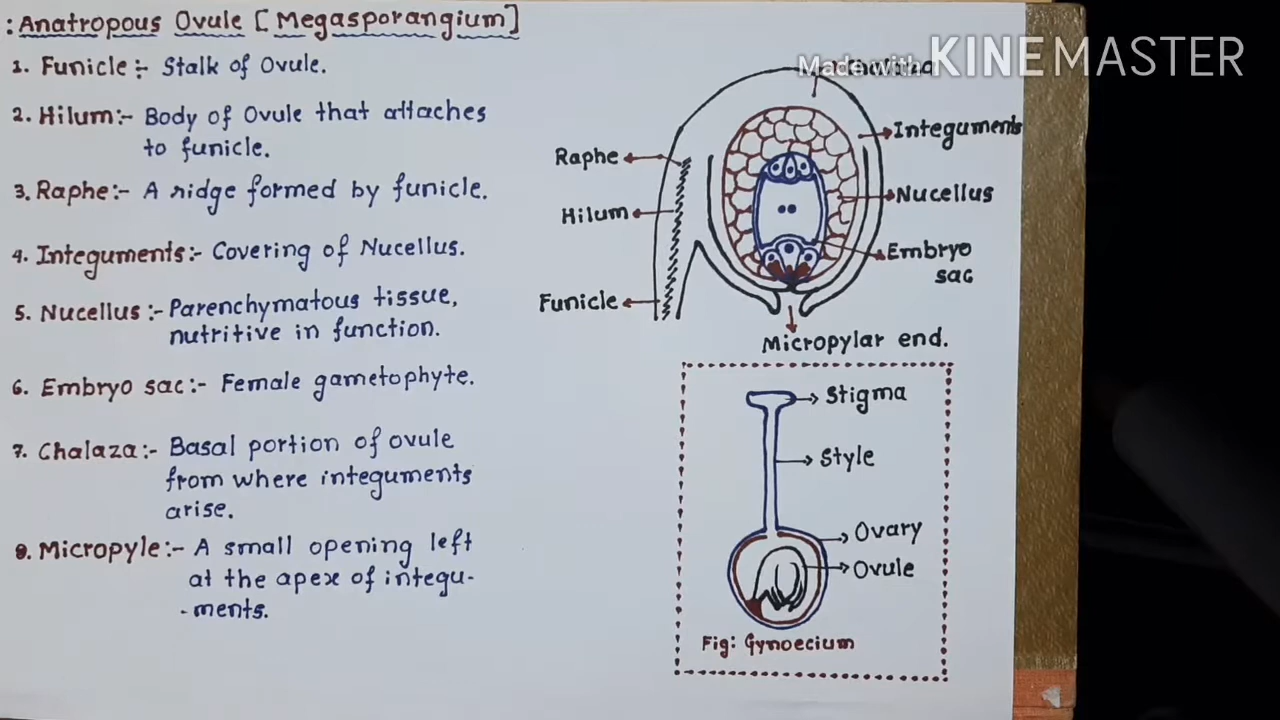 :Anatropous Ovule [Megasporangium]
1. Funicle:- Stalk of Ovule.
2. Hilum:- Body of Ovule that attaches
to funicle.
3. Raphe:- A ridge formed by funicle.
4. Integuments:- Covering of Nucellus.
5. Nucellus:- Parenchymatous tissue,
nutritive in function.
6. Embryo sac:- Female gametophyte.
7. Chalaza:- Basal portion of ovule
from where integuments
arise.
8. Micropyle:- A small opening left
at the apex of integu-
-ments.
Made with KINEMASTER
Integuments
Raphe
Nucellus
Hilum
Embryo
sac
Funicle
Micropylar end.
Stigma
Style
Ovary
Ovule
Fig: Gynoecium